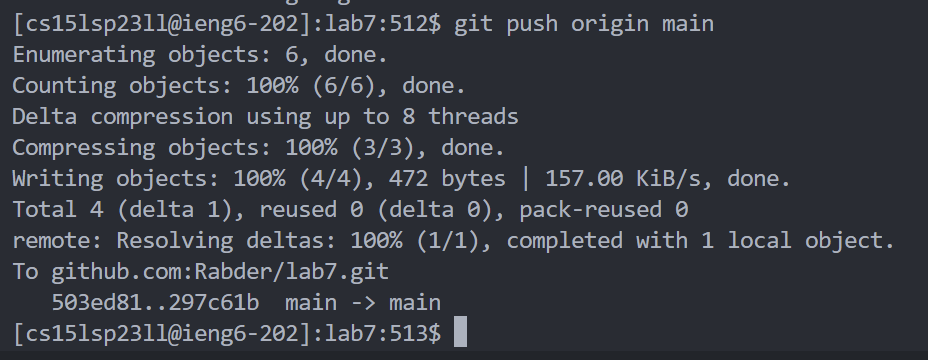 [cs15lsp23ll@ieng6-202]:lab7:512$ git push origin main
Enumerating objects: 6, done.
Counting objects: 100% (6/6), done.
Delta compression using up to 8 threads
Compressing objects: 100% (3/3), done.
Writing objects: 100% (4/4), 472 bytes | 157.00 KiB/s, done.
Total 4 (delta 1), reused 0 (delta 0), pack-reused 0
remote: Resolving deltas: 100% (1/1), completed with 1 local object.
To github.com:Rabder/lab7.git
   503ed81..297c61b  main -> main
[cs15lsp23ll@ieng6-202]:lab7:513$